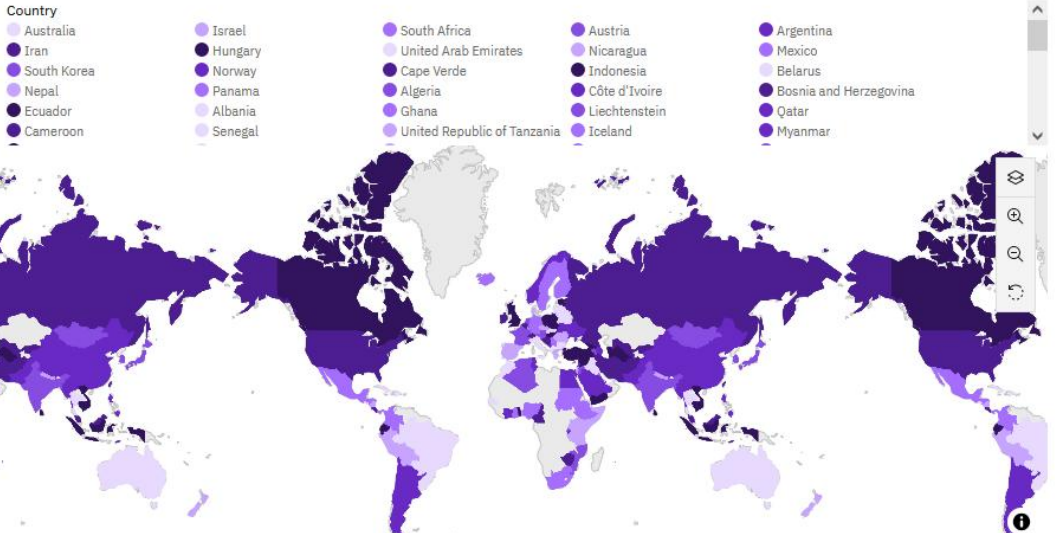 Country
Australia Israel South Africa Austria Argentina
Iran Hungary United Arab Emirates Nicaragua Mexico
South Korea Norway Cape Verde Indonesia Belarus
Nepal Panama Algeria Côte d'Ivoire Bosnia and Herzegovina
Ecuador Albania Ghana Liechtenstein Qatar
Cameroon Senegal United Republic of Tanzania Iceland Myanmar